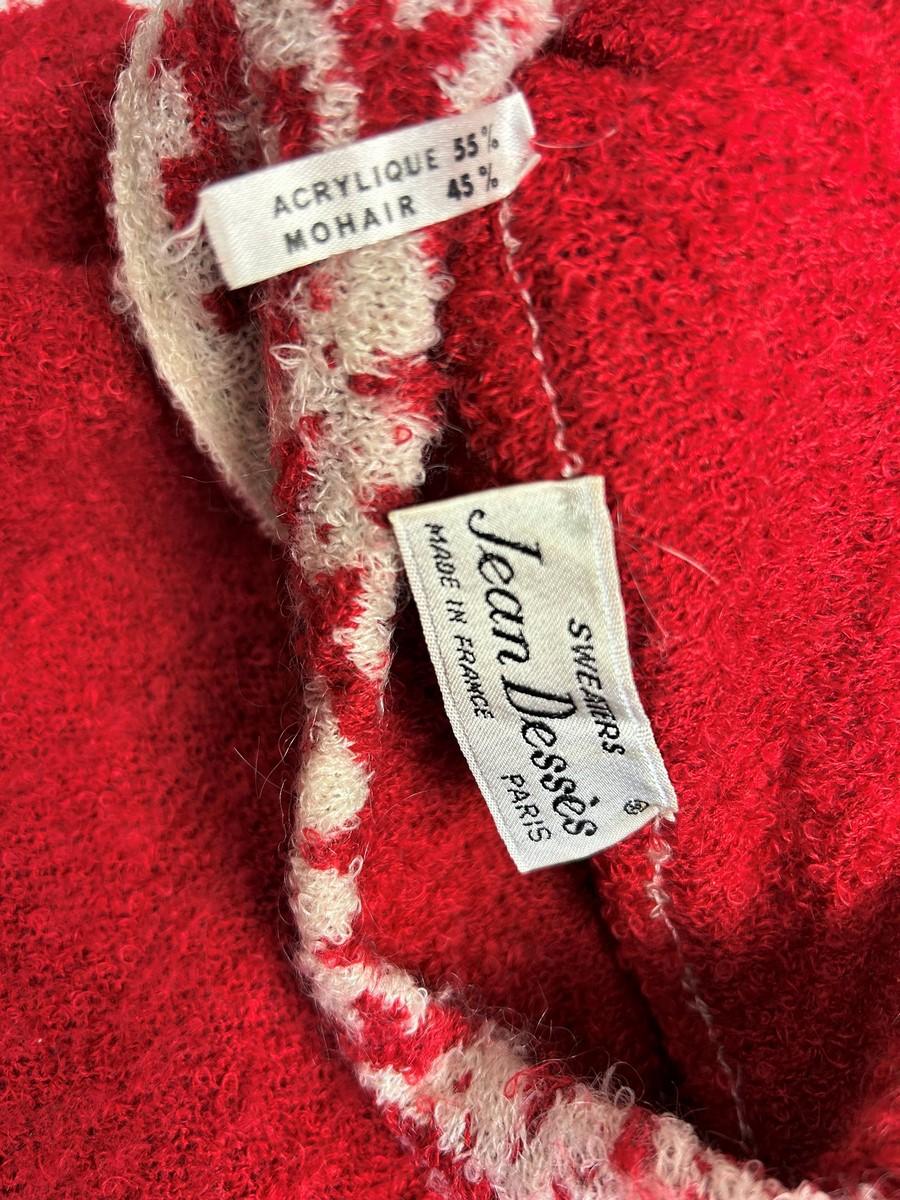 ACRYLIQUE 55%
MOHAIR 45%
SWEATERS
Jean Dessès
PARIS
MADE IN FRANCE